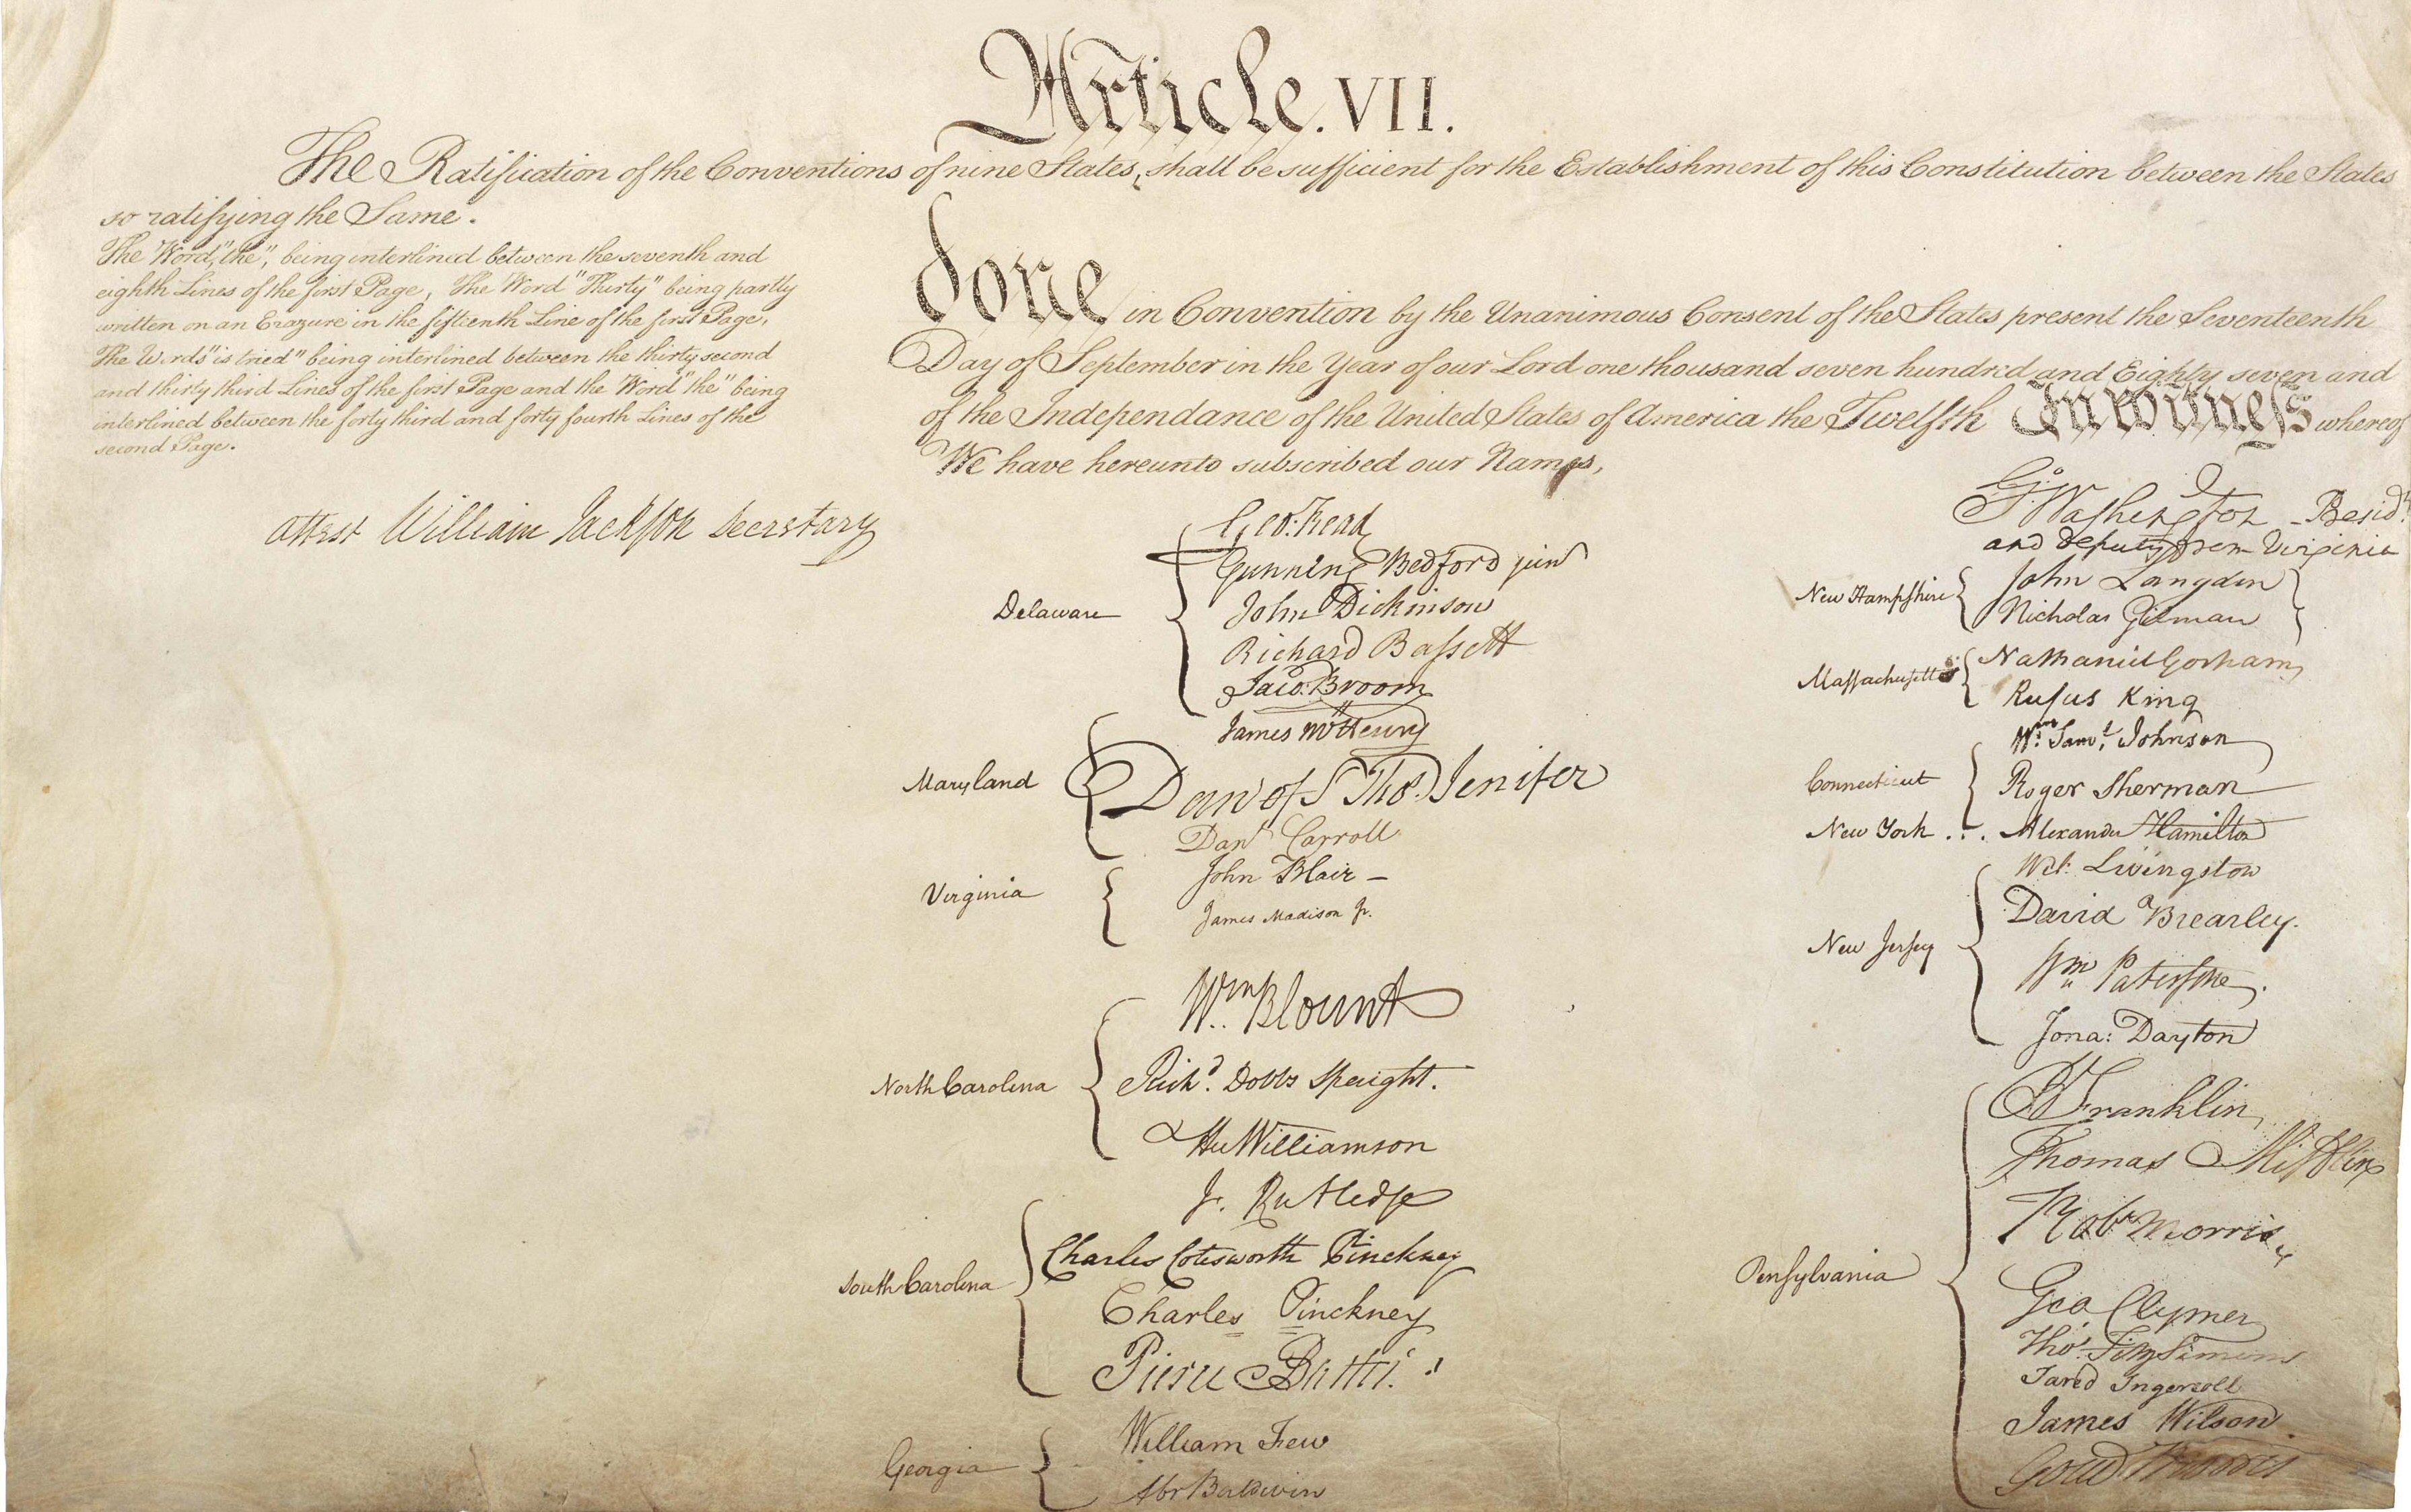 Article. VII.
The Ratification of the Conventions of nine States, shall be sufficient for the Establishment of this Constitution between the States
so ratifying the Same.
The Word, "the", being interlined between the seventh and
eighth Lines of the first Page, The Word "Thirty" being partly
written on an Erazure in the fifteenth Line of the first Page,
The Words "is tried" being interlined between the thirty second
and thirty third Lines of the first Page and the Word "the" being
interlined between the forty third and forty fourth Lines of the
second Page.
Attest William Jackson Secretary
done in Convention by the Unanimous Consent of the States present the Seventeenth
Day of September in the Year of our Lord one thousand seven hundred and Eighty seven and
of the Independance of the United States of America the Twelfth In Witness whereof
We have hereunto subscribed our Names,
Delaware
Geo: Read
Gunning Bedford jun
John Dickinson
Richard Bassett
Jaco: Broom
Maryland
James McHenry
Dan of St Thos. Jenifer
Danl Carroll
Virginia
John Blair –
James Madison Jr.
North Carolina
Wm. Blount
Richd. Dobbs Spaight.
Hu Williamson
South Carolina
J. Rutledge
Charles Cotesworth Pinckney
Charles Pinckney
Pierce Butler.
Georgia
William Few
Abr Baldwin
Go. Washington – Presidt.
and deputy from Virginia
New Hampshire
John Langdon
Nicholas Gilman
Massachusetts
Nathaniel Gorham
Rufus King
Connecticut
Wm. Saml. Johnson
Roger Sherman
New York . . . Alexander Hamilton
New Jersey
Wil: Livingston
David Brearley.
Wm Paterson.
Jona: Dayton
Pensylvania
B Franklin
Thomas Mifflin
Robt Morris
Geo. Clymer
Thos. FitzSimons
Jared Ingersoll
James Wilson.
Gouv Morris